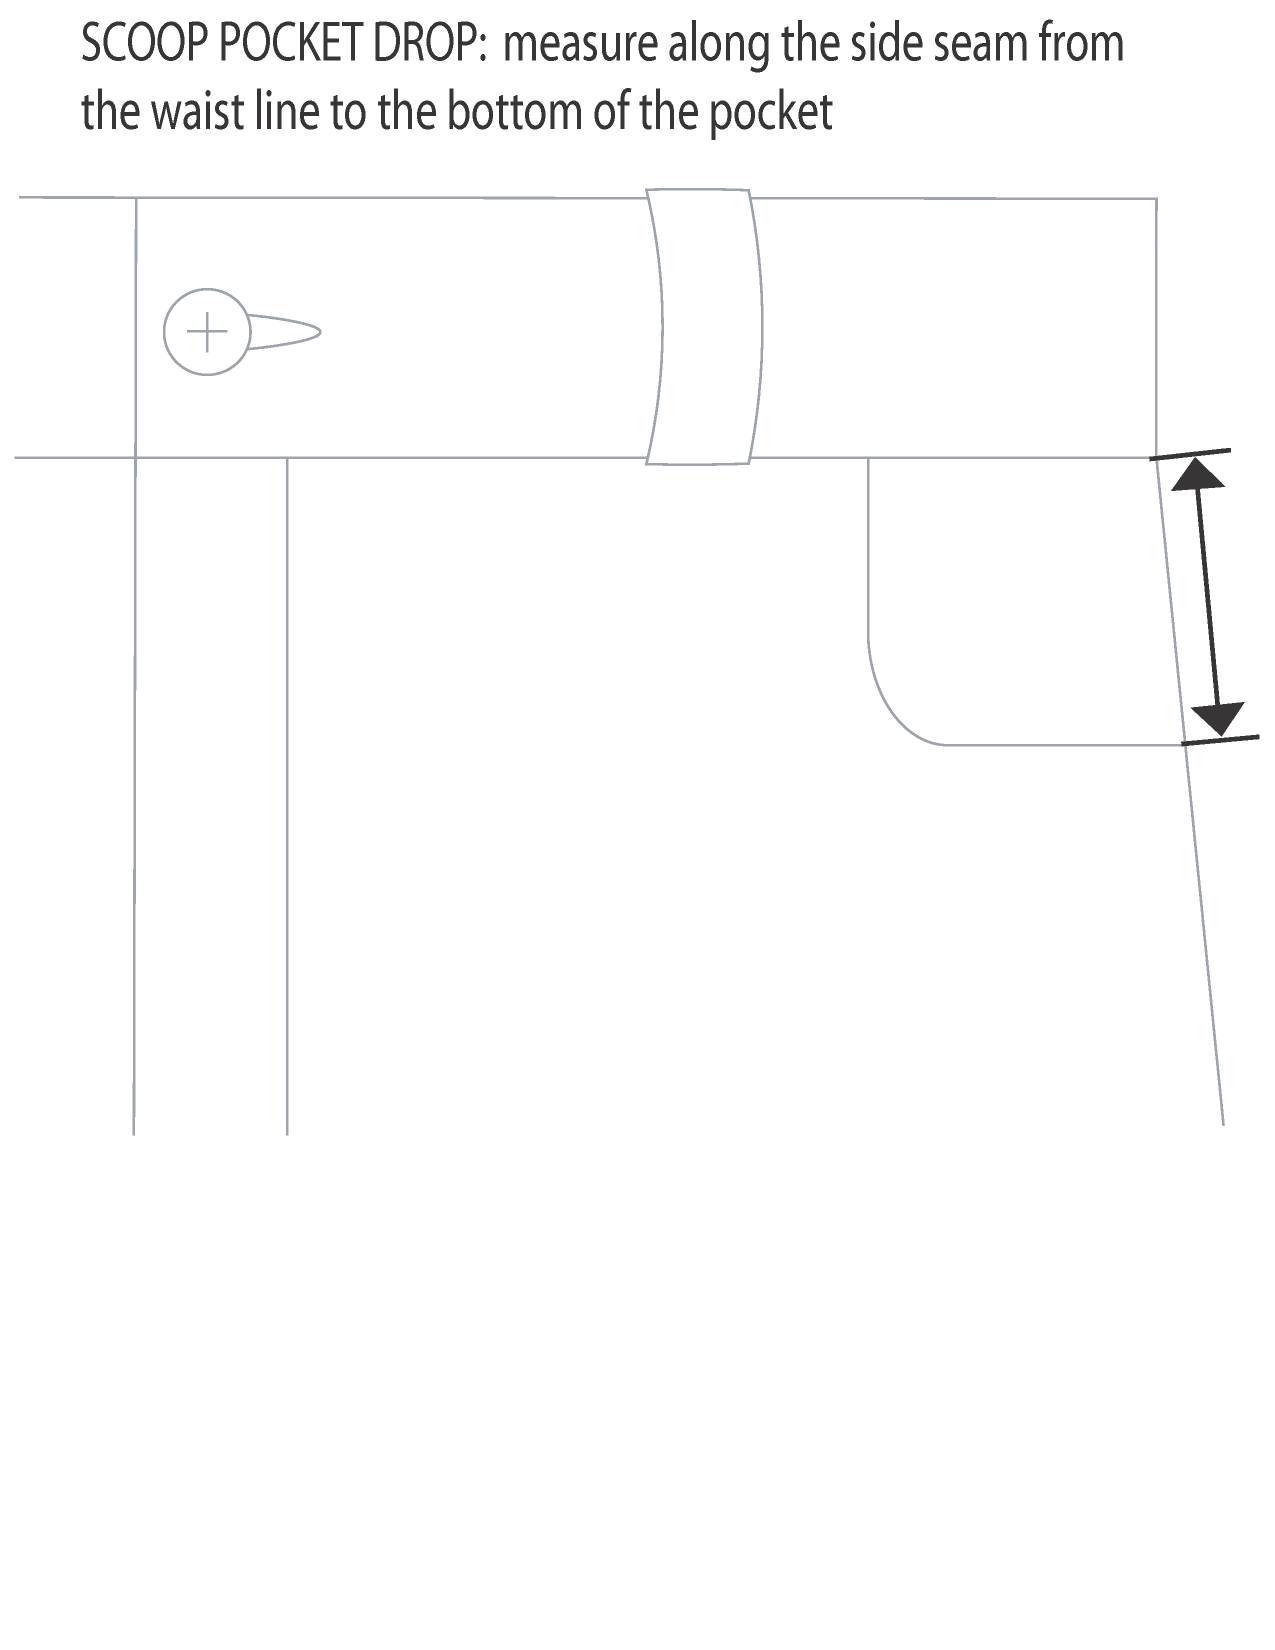 SCOOP POCKET DROP: measure along the side seam from
the waist line to the bottom of the pocket